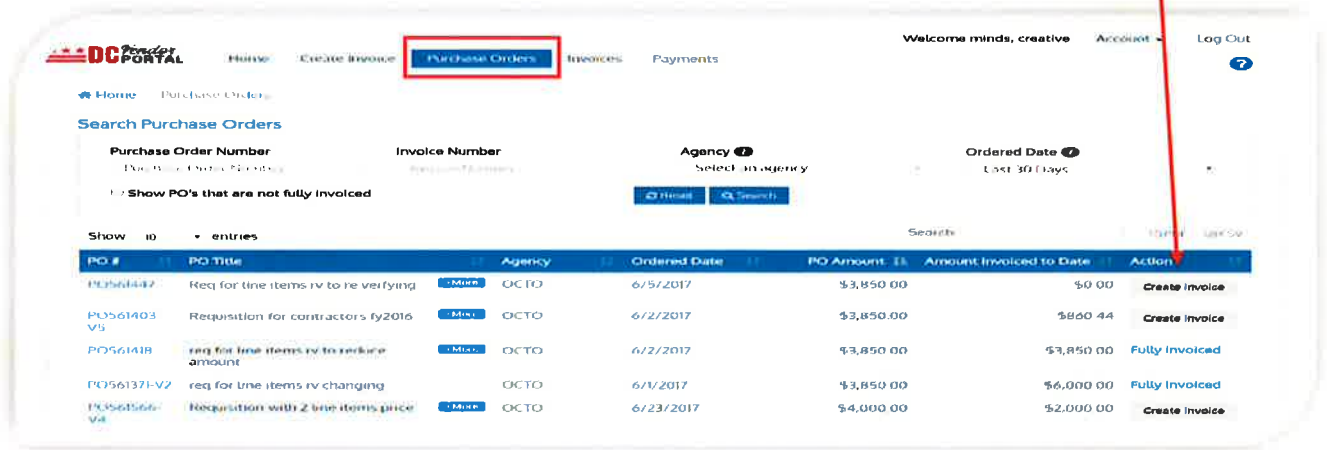 Welcome minds, creative Account Log Out
DC Vendor PORTAL Home Create Invoice Purchase Orders Invoices Payments ?
Home Purchase Orders
Search Purchase Orders
Purchase Order Number Invoice Number Agency Ordered Date
Purchase Order Number Select an agency Last 30 Days
Show PO's that are not fully invoiced Reset Search
Show 10 entries Search:
PO # PO Title Agency Ordered Date PO Amount Amount Invoiced to Date Action
PO561447 Req for line items rv to re verifying +More OCTO 6/5/2017 $3,850.00 $0.00 Create Invoice
PO561403- Requisition for contractors fy2016 +More OCTO 6/2/2017 $3,850.00 $860.44 Create Invoice
V5
PO561418 req for line items rv to reduce +More OCTO 6/2/2017 $3,850.00 $3,850.00 Fully Invoiced
amount
PO561371-V2 req for line items rv changing OCTO 6/1/2017 $3,850.00 $6,000.00 Fully Invoiced
PO561566- Requisition with 2 line items price +More OCTO 6/23/2017 $4,000.00 $2,000.00 Create Invoice
V4